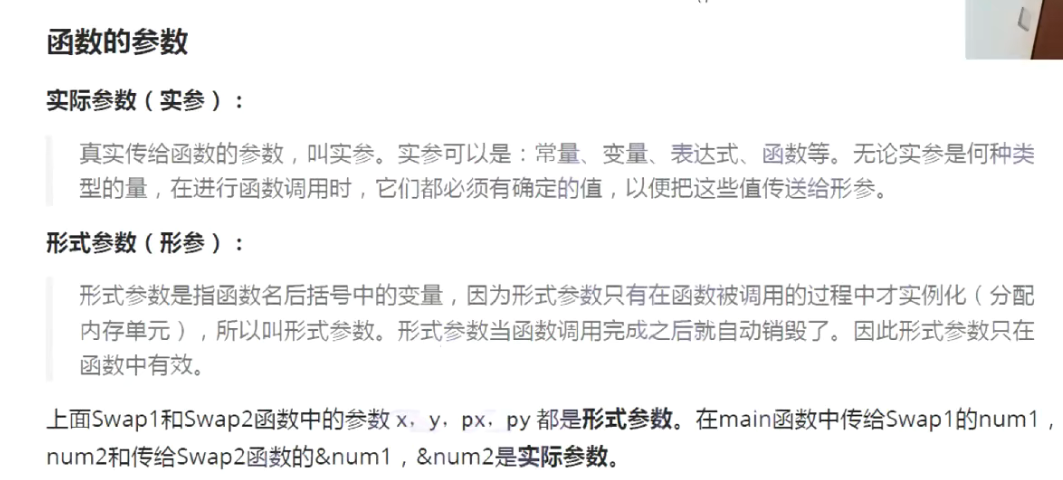 函数的参数
实际参数（实参）：
真实传给函数的参数，叫实参。实参可以是：常量、变量、表达式、函数等。无论实参是何种类
型的量，在进行函数调用时，它们都必须有确定的值，以便把这些值传送给形参。
形式参数（形参）：
形式参数是指函数名后括号中的变量，因为形式参数只有在函数被调用的过程中才实例化（分配
内存单元），所以叫形式参数。形式参数当函数调用完成之后就自动销毁了。因此形式参数只在
函数中有效。
上面Swap1和Swap2函数中的参数 x，y，px，py 都是形式参数。在main函数中传给Swap1的num1，
num2和传给Swap2函数的&num1，&num2是实际参数。